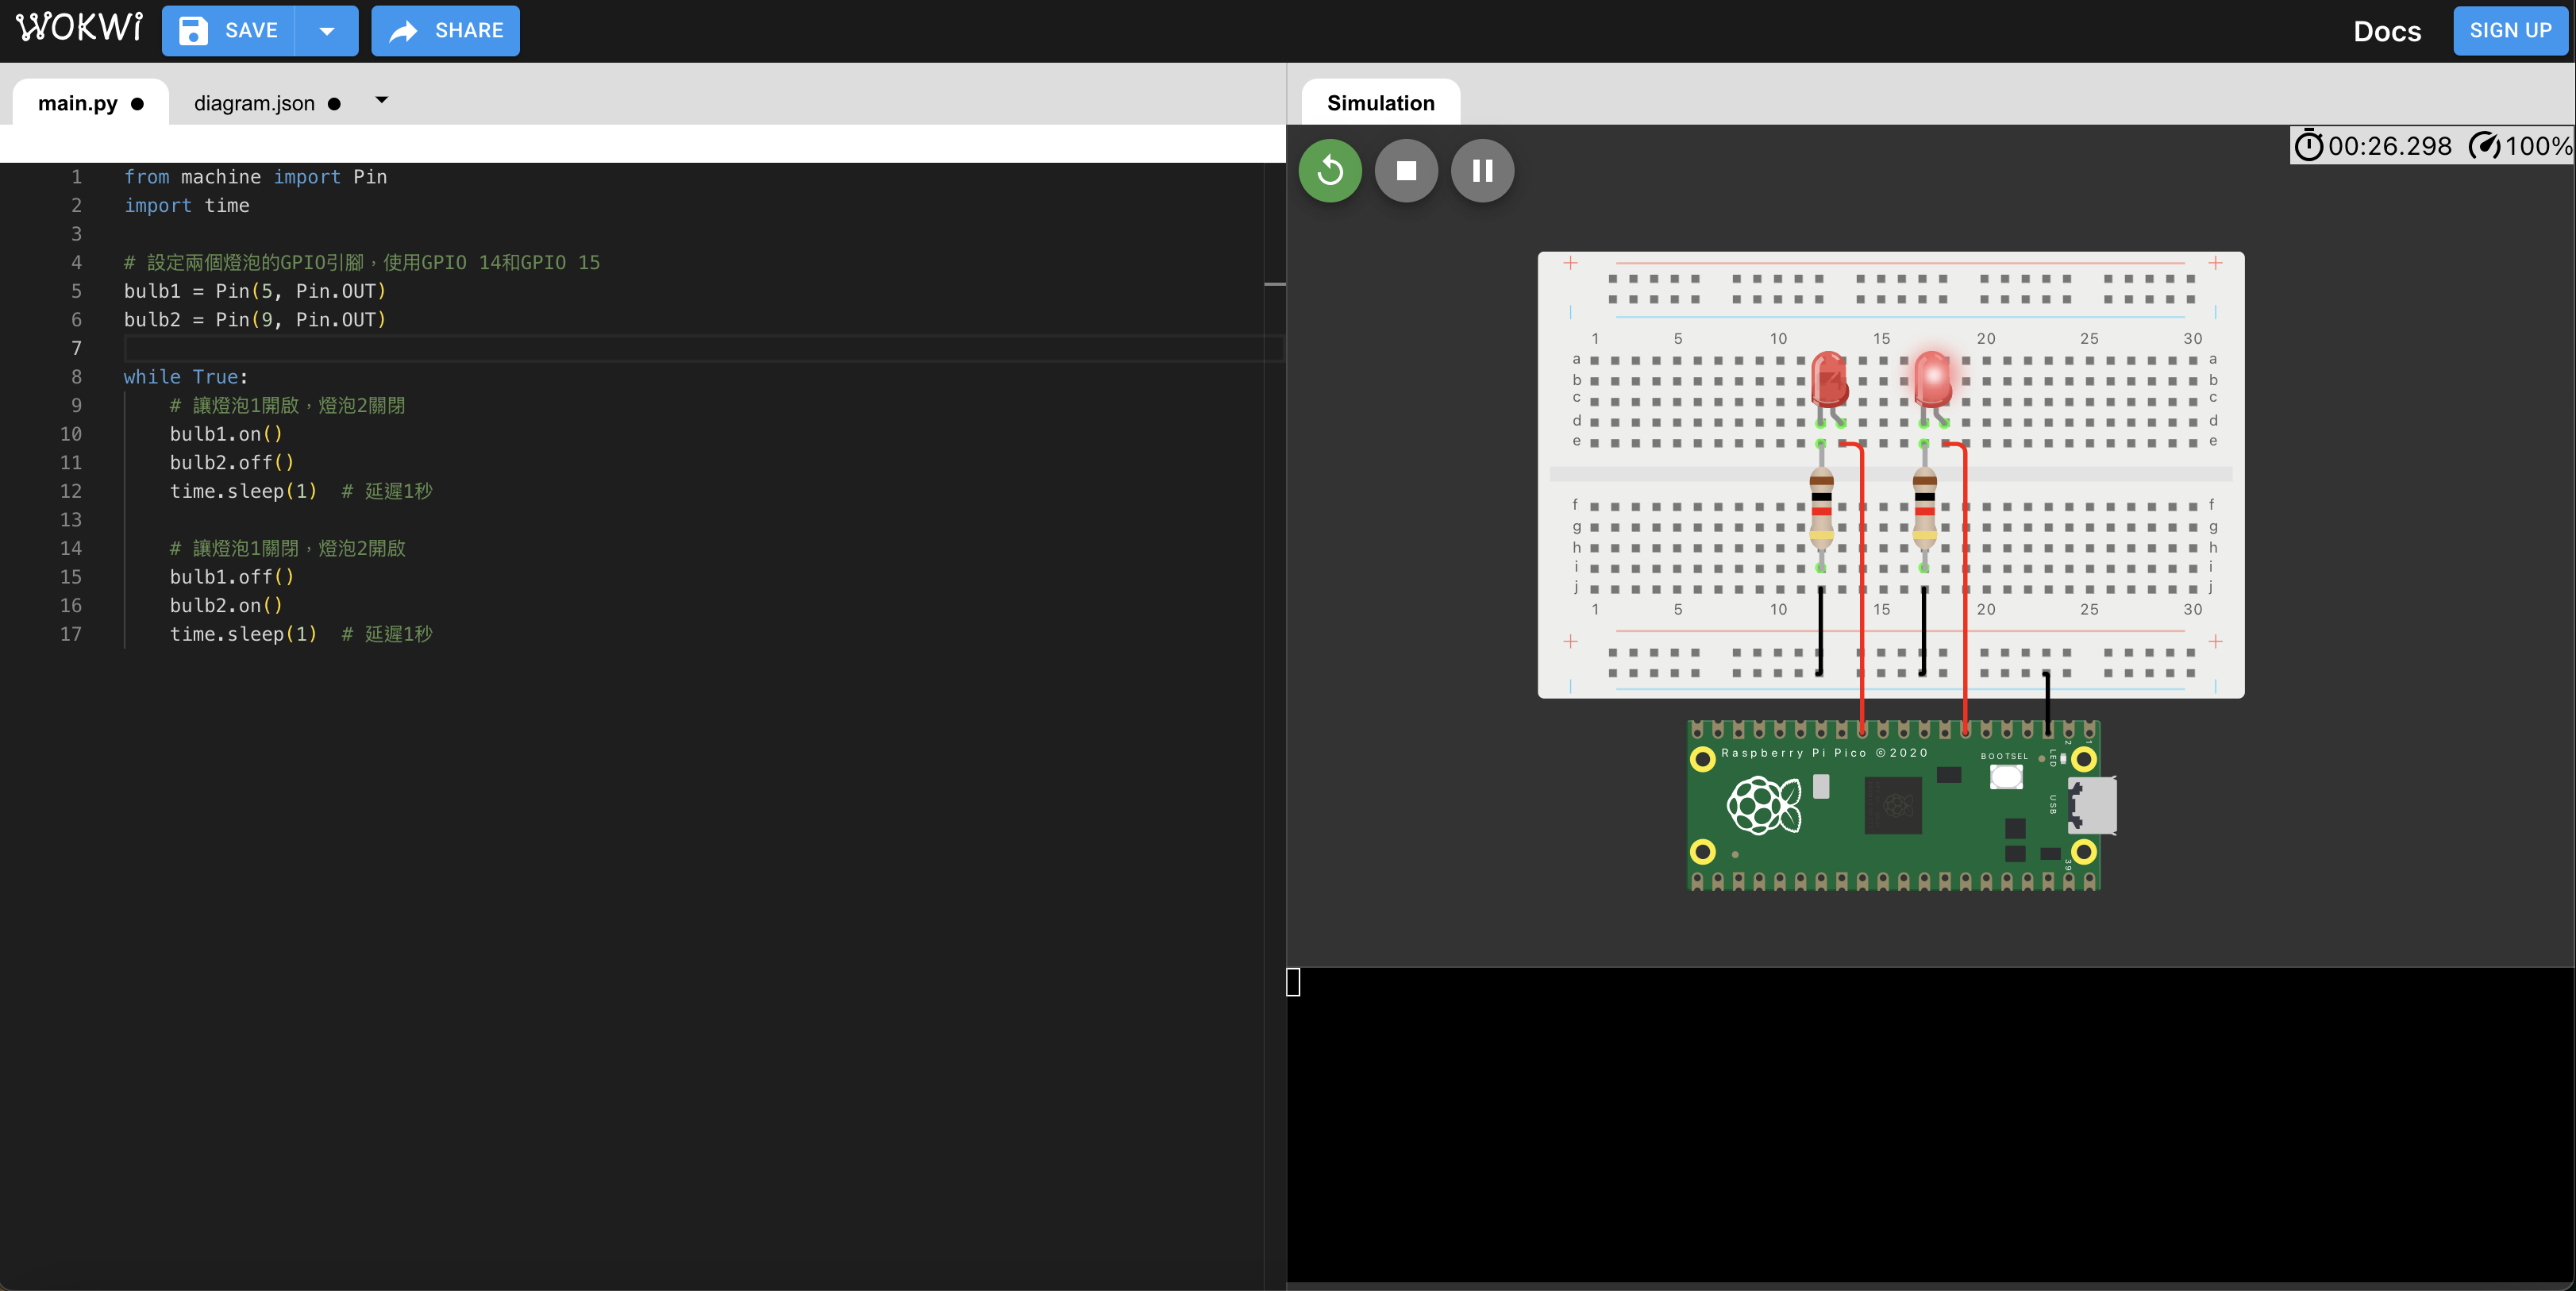 WOKWi SAVE SHARE Docs SIGN UP
main.py diagram.json
Simulation
00:26.298 100%
1 from machine import Pin
2 import time
3
4 # 設定兩個燈泡的GPIO引腳，使用GPIO 14和GPIO 15
5 bulb1 = Pin(5, Pin.OUT)
6 bulb2 = Pin(9, Pin.OUT)
7
8 while True:
9 # 讓燈泡1開啟，燈泡2關閉
10 bulb1.on()
11 bulb2.off()
12 time.sleep(1) # 延遲1秒
13
14 # 讓燈泡1關閉，燈泡2開啟
15 bulb1.off()
16 bulb2.on()
17 time.sleep(1) # 延遲1秒
1 5 10 15 20 25 30
a a
b b
c c
d d
e e
f f
g g
h h
i i
j j
1 5 10 15 20 25 30
Raspberry Pi Pico ©2020
BOOTSEL
LED
2
1
USB
39